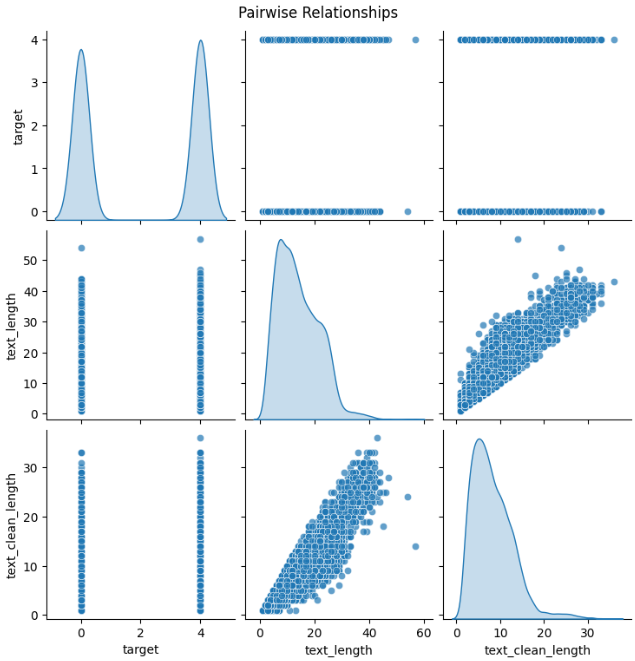 Pairwise Relationships
4
3
2
1
0
target
50
40
30
20
10
0
text_length
30
20
10
0
text_clean_length
0 2 4
target
0 20 40 60
text_length
0 10 20 30
text_clean_length